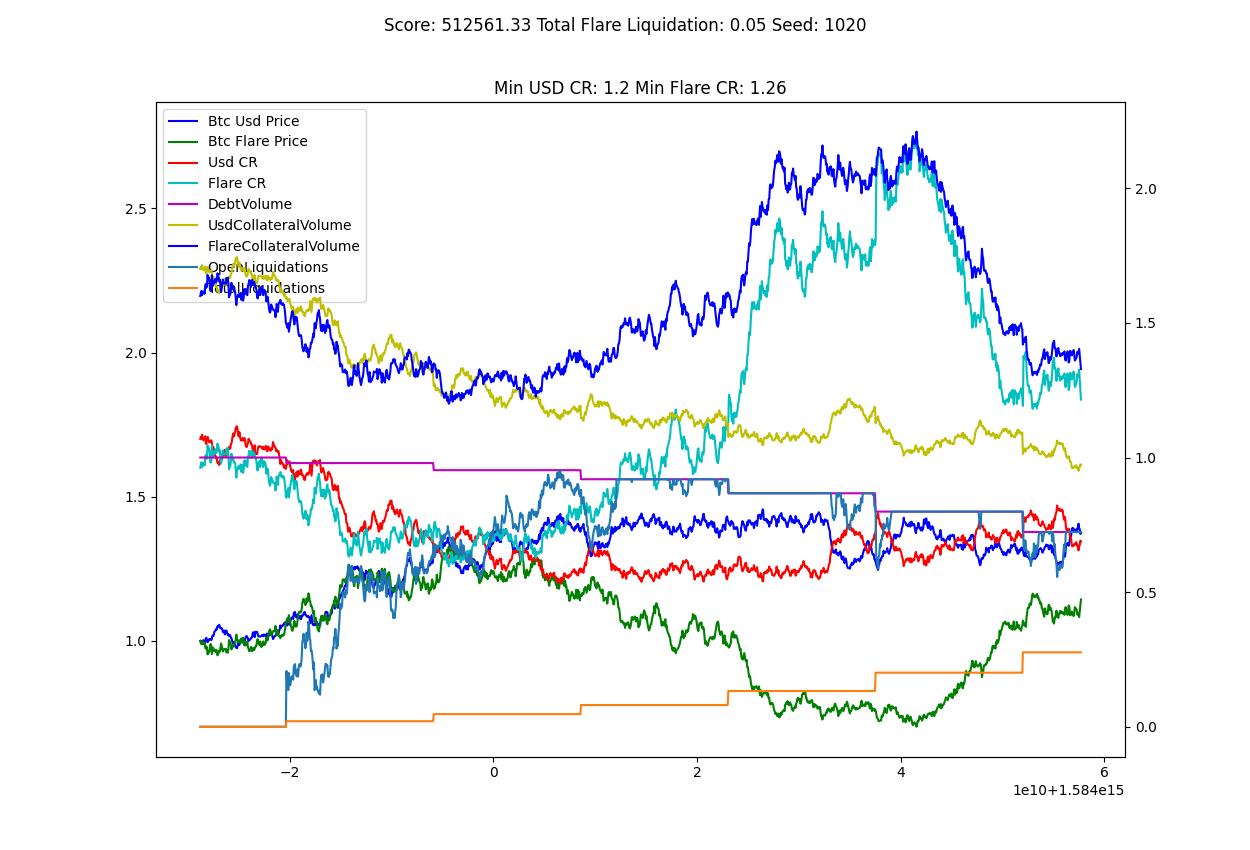 Score: 512561.33 Total Flare Liquidation: 0.05 Seed: 1020
Min USD CR: 1.2 Min Flare CR: 1.26
Btc Usd Price
Btc Flare Price
Usd CR
Flare CR
DebtVolume
UsdCollateralVolume
FlareCollateralVolume
OpenLiquidations
TotalLiquidations
2.5
2.0
1.5
1.0
2.0
1.5
1.0
0.5
0.0
−2
0
2
4
6
1e10+1.584e15